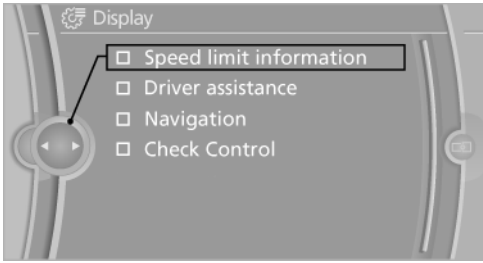 Display
Speed limit information
Driver assistance
Navigation
Check Control